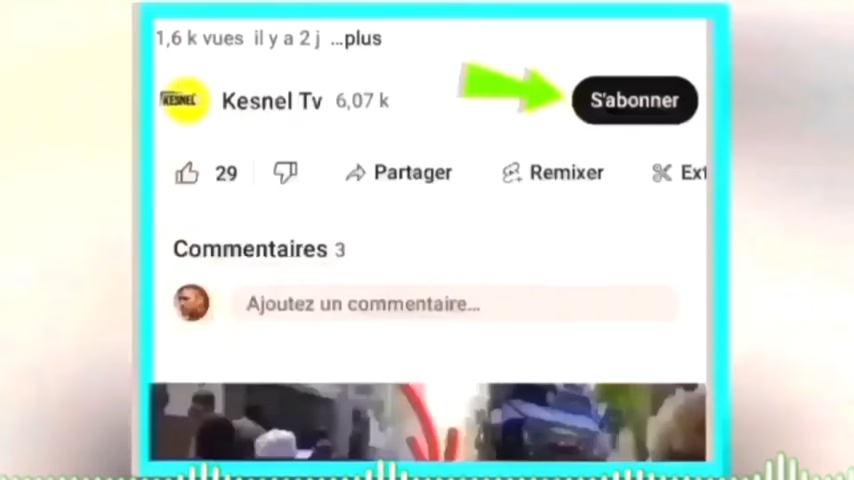 1,6 k vues il y a 2 j ...plus
KESNEL
Kesnel Tv 6,07 k
S'abonner
29
Partager
Remixer
Ext
Commentaires 3
Ajoutez un commentaire...